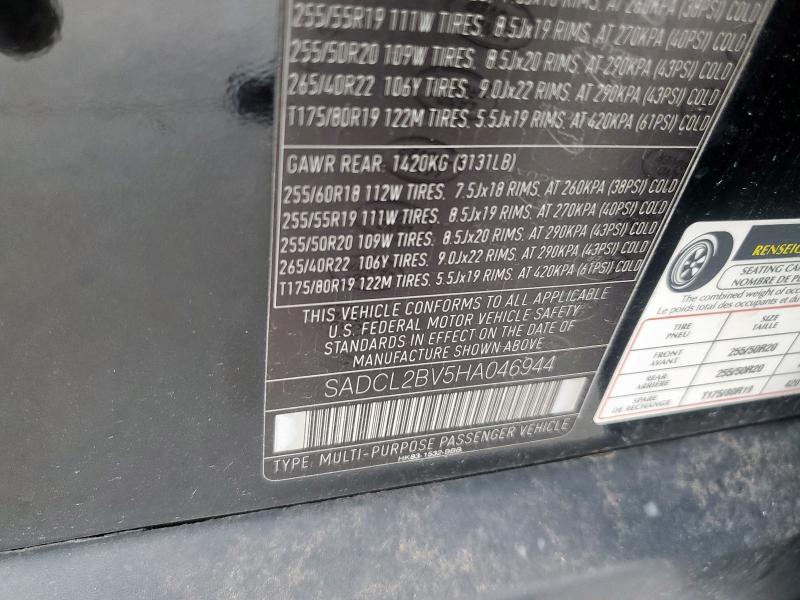 AT 260KPA (38PSI) COLD
255/55R19 111W TIRES, 8.5Jx19 RIMS. AT 270KPA (40PSI) COLD
255/50R20 109W TIRES, 8.5Jx20 RIMS. AT 290KPA (43PSI) COLD
265/40R22 106Y TIRES, 9.0Jx22 RIMS. AT 290KPA (43PSI) COLD
T175/80R19 122M TIRES. 5.5Jx19 RIMS. AT 420KPA (61PSI) COLD
GAWR REAR: 1420KG (3131LB)
255/60R18 112W TIRES, 7.5Jx18 RIMS. AT 260KPA (38PSI) COLD
255/55R19 111W TIRES, 8.5Jx19 RIMS. AT 270KPA (40PSI) COLD
255/50R20 109W TIRES, 8.5Jx20 RIMS. AT 290KPA (43PSI) COLD
265/40R22 106Y TIRES, 9.0Jx22 RIMS. AT 290KPA (43PSI) COLD
T175/80R19 122M TIRES. 5.5Jx19 RIMS. AT 420KPA (61PSI) COLD
THIS VEHICLE CONFORMS TO ALL APPLICABLE
U.S. FEDERAL MOTOR VEHICLE SAFETY
STANDARDS IN EFFECT ON THE DATE OF
MANUFACTURE SHOWN ABOVE
SADCL2BV5HA046944
TYPE: MULTI-PURPOSE PASSENGER VEHICLE
HK83-1532-BBB
SEATING
NOMBRE DE
The combined weight of
Le poids total des occupants et du
TIRE
PNEU
SIZE
TAILLE
FRONT
AVANT
255/50R20
REAR
ARRIÈRE
255/50R20
SPARE
DE RECHANGE
T175/80R19